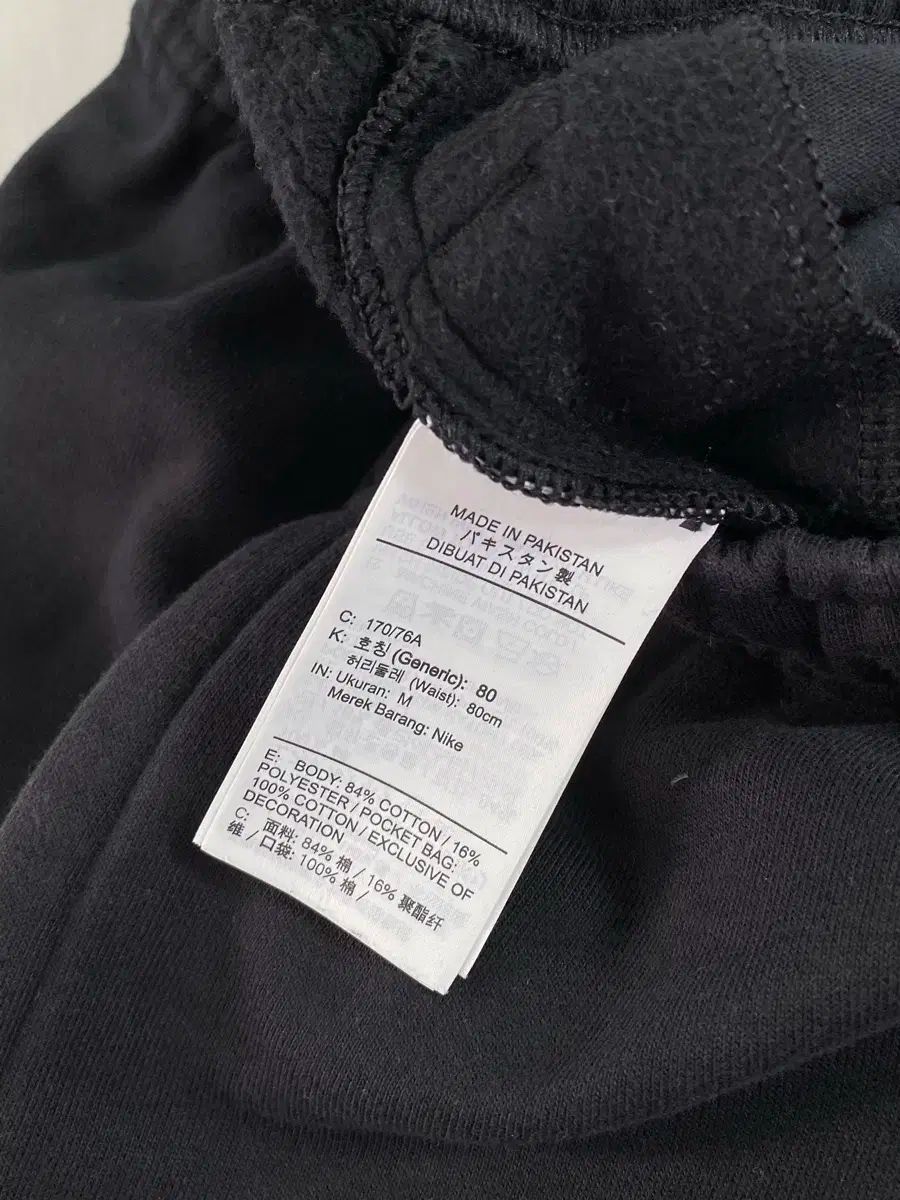 MADE IN PAKISTAN
パキスタン製
DIBUAT DI PAKISTAN
C: 170/76A
K: 호칭 (Generic): 80
허리둘레 (Waist): 80cm
IN: Ukuran: M
Merek Barang: Nike
E: BODY: 84% COTTON / 16%
POLYESTER / POCKET BAG:
100% COTTON / EXCLUSIVE OF
DECORATION
C: 面料: 84% 棉 / 16% 聚酯纤
维 / 口袋: 100% 棉 /